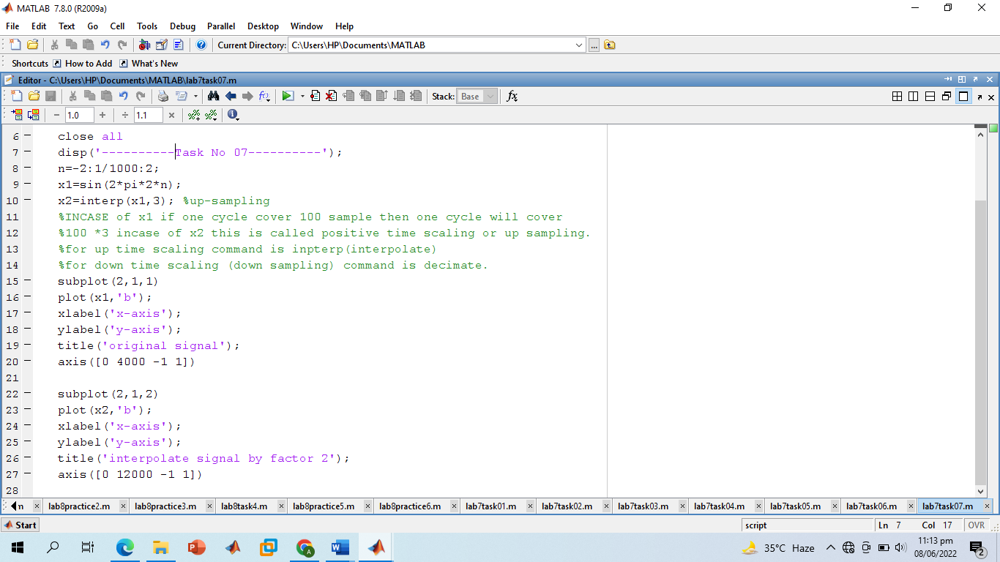 MATLAB 7.8.0 (R2009a)
File Edit Text Go Cell Tools Debug Parallel Desktop Window Help
Current Directory: C:\Users\HP\Documents\MATLAB ...
Shortcuts How to Add What's New
Editor - C:\Users\HP\Documents\MATLAB\lab7task07.m
Stack: Base fx
− 1.0 + ÷ 1.1 ×
6 − close all
7 − disp('----------Task No 07----------');
8 − n=-2:1/1000:2;
9 − x1=sin(2*pi*2*n);
10 − x2=interp(x1,3); %up-sampling
11 %INCASE of x1 if one cycle cover 100 sample then one cycle will cover
12 %100 *3 incase of x2 this is called positive time scaling or up sampling.
13 %for up time scaling command is inpterp(interpolate)
14 %for down time scaling (down sampling) command is decimate.
15 − subplot(2,1,1)
16 − plot(x1,'b');
17 − xlabel('x-axis');
18 − ylabel('y-axis');
19 − title('original signal');
20 − axis([0 4000 -1 1])
21
22 − subplot(2,1,2)
23 − plot(x2,'b');
24 − xlabel('x-axis');
25 − ylabel('y-axis');
26 − title('interpolate signal by factor 2');
27 − axis([0 12000 -1 1])
28
n × lab8practice2.m × lab8practice3.m × lab8task4.m × lab8practice5.m × lab8practice6.m × lab7task01.m × lab7task02.m × lab7task03.m × lab7task04.m × lab7task05.m × lab7task06.m × lab7task07.m ×
Start script Ln 7 Col 17 OVR
35°C Haze 11:13 pm
08/06/2022 2